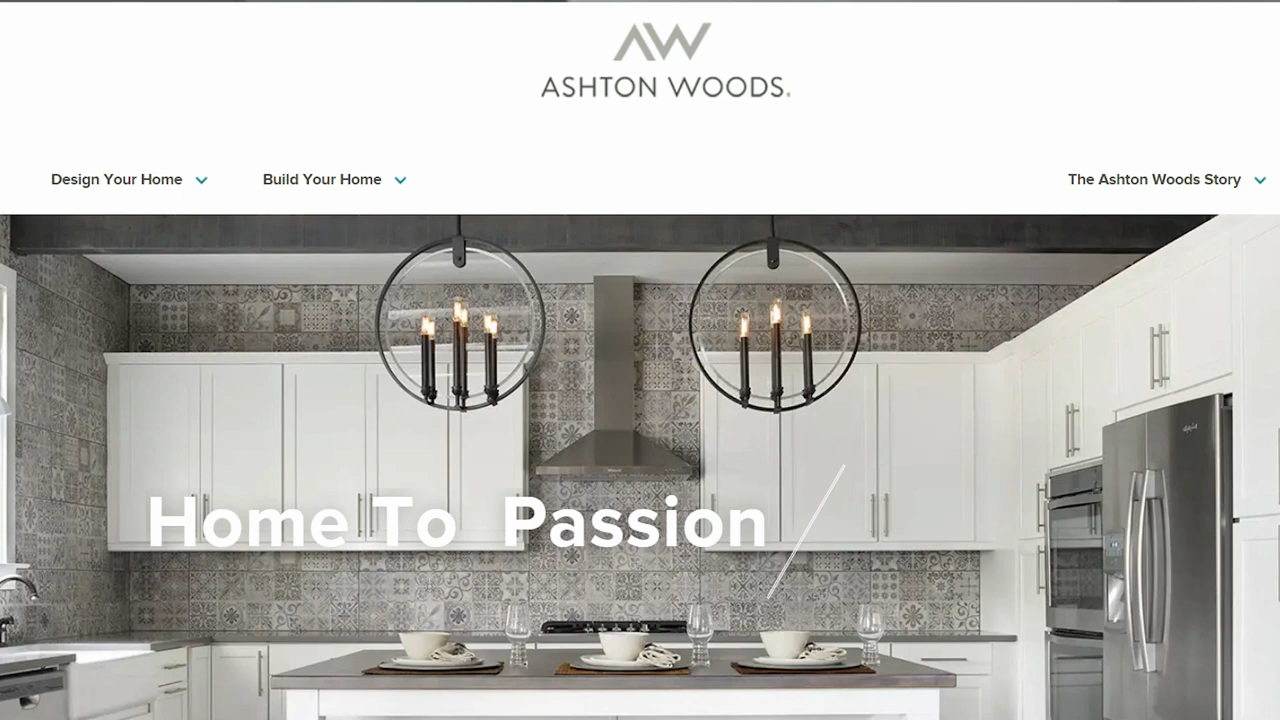 AW
ASHTON WOODS.
Design Your Home
Build Your Home
The Ashton Woods Story
Home To Passion